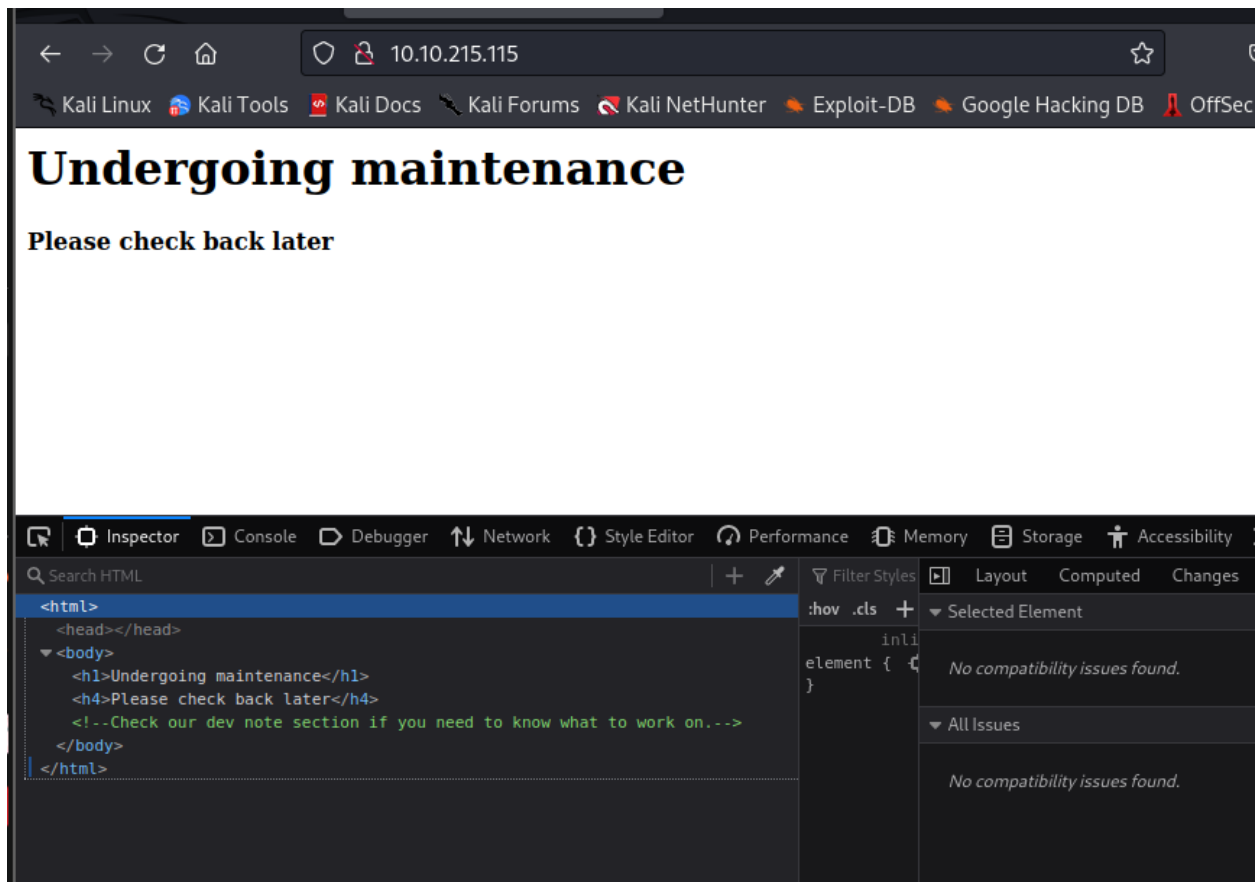 10.10.215.115
Kali Linux Kali Tools Kali Docs Kali Forums Kali NetHunter Exploit-DB Google Hacking DB OffSec
Undergoing maintenance
Please check back later
Inspector Console Debugger Network Style Editor Performance Memory Storage Accessibility
Search HTML
Filter Styles
Layout Computed Changes
<html>
:hov .cls +
Selected Element
<head></head>
<body>
<h1>Undergoing maintenance</h1>
<h4>Please check back later</h4>
<!--Check our dev note section if you need to know what to work on.-->
</body>
</html>
inli
element {
}
No compatibility issues found.
All Issues
No compatibility issues found.